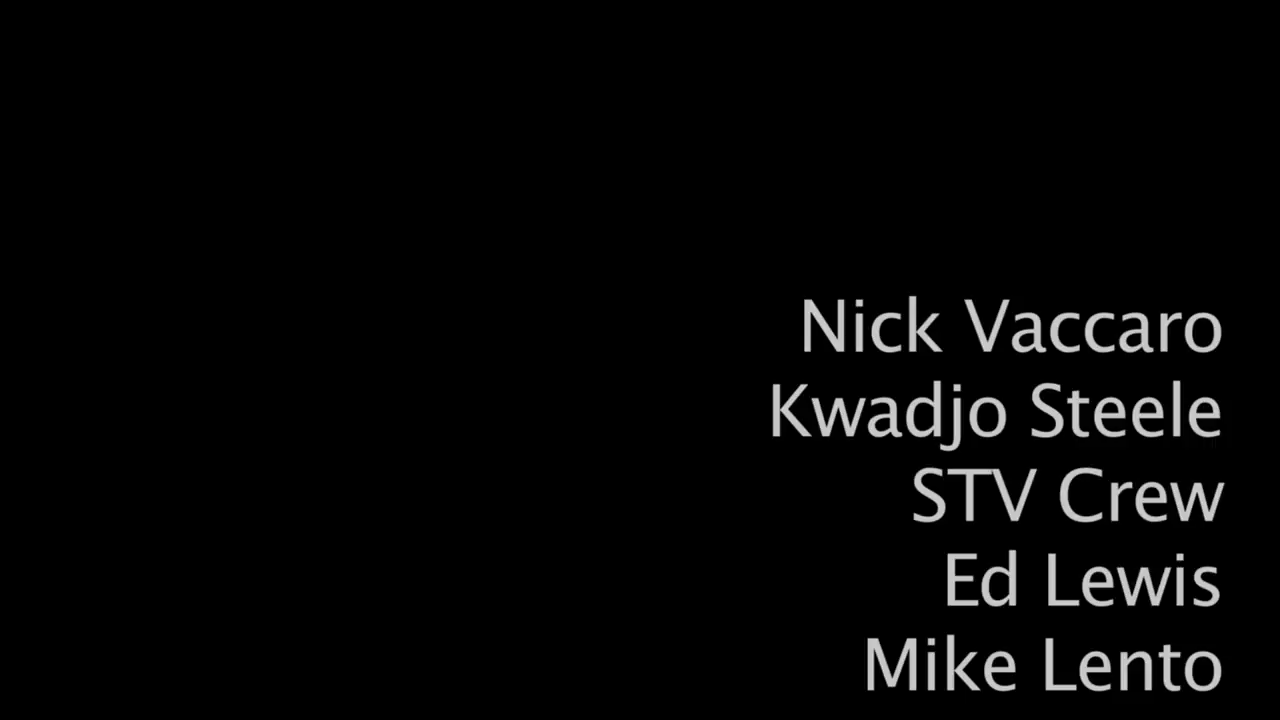 Nick Vaccaro
Kwadjo Steele
STV Crew
Ed Lewis
Mike Lento